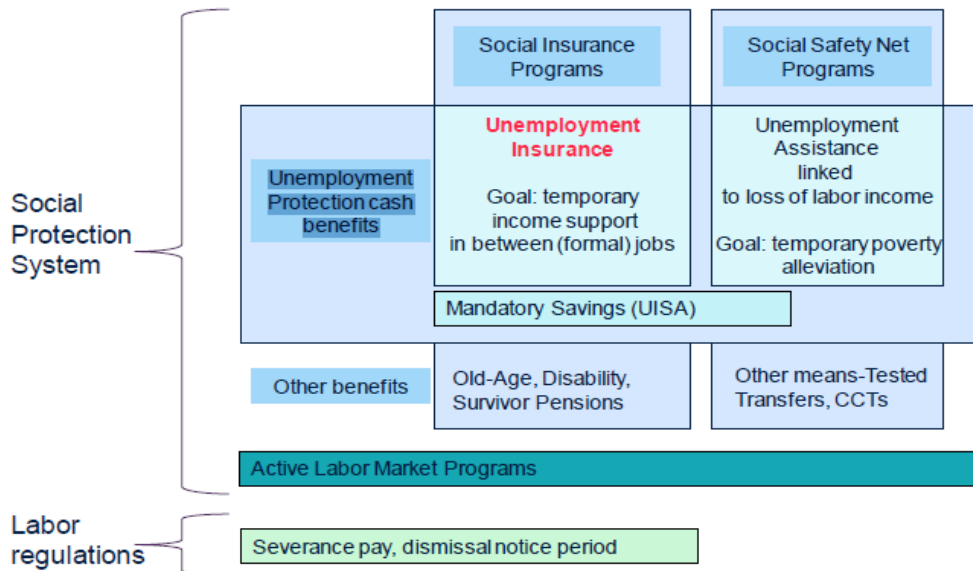 Social Insurance
Programs
Social Safety Net
Programs
Social
Protection
System
Unemployment
Protection cash
benefits
Unemployment
Insurance
Goal: temporary
income support
in between (formal) jobs
Unemployment
Assistance
linked
to loss of labor income
Goal: temporary poverty
alleviation
Mandatory Savings (UISA)
Other benefits
Old-Age, Disability,
Survivor Pensions
Other means-Tested
Transfers, CCTs
Active Labor Market Programs
Labor
regulations
Severance pay, dismissal notice period